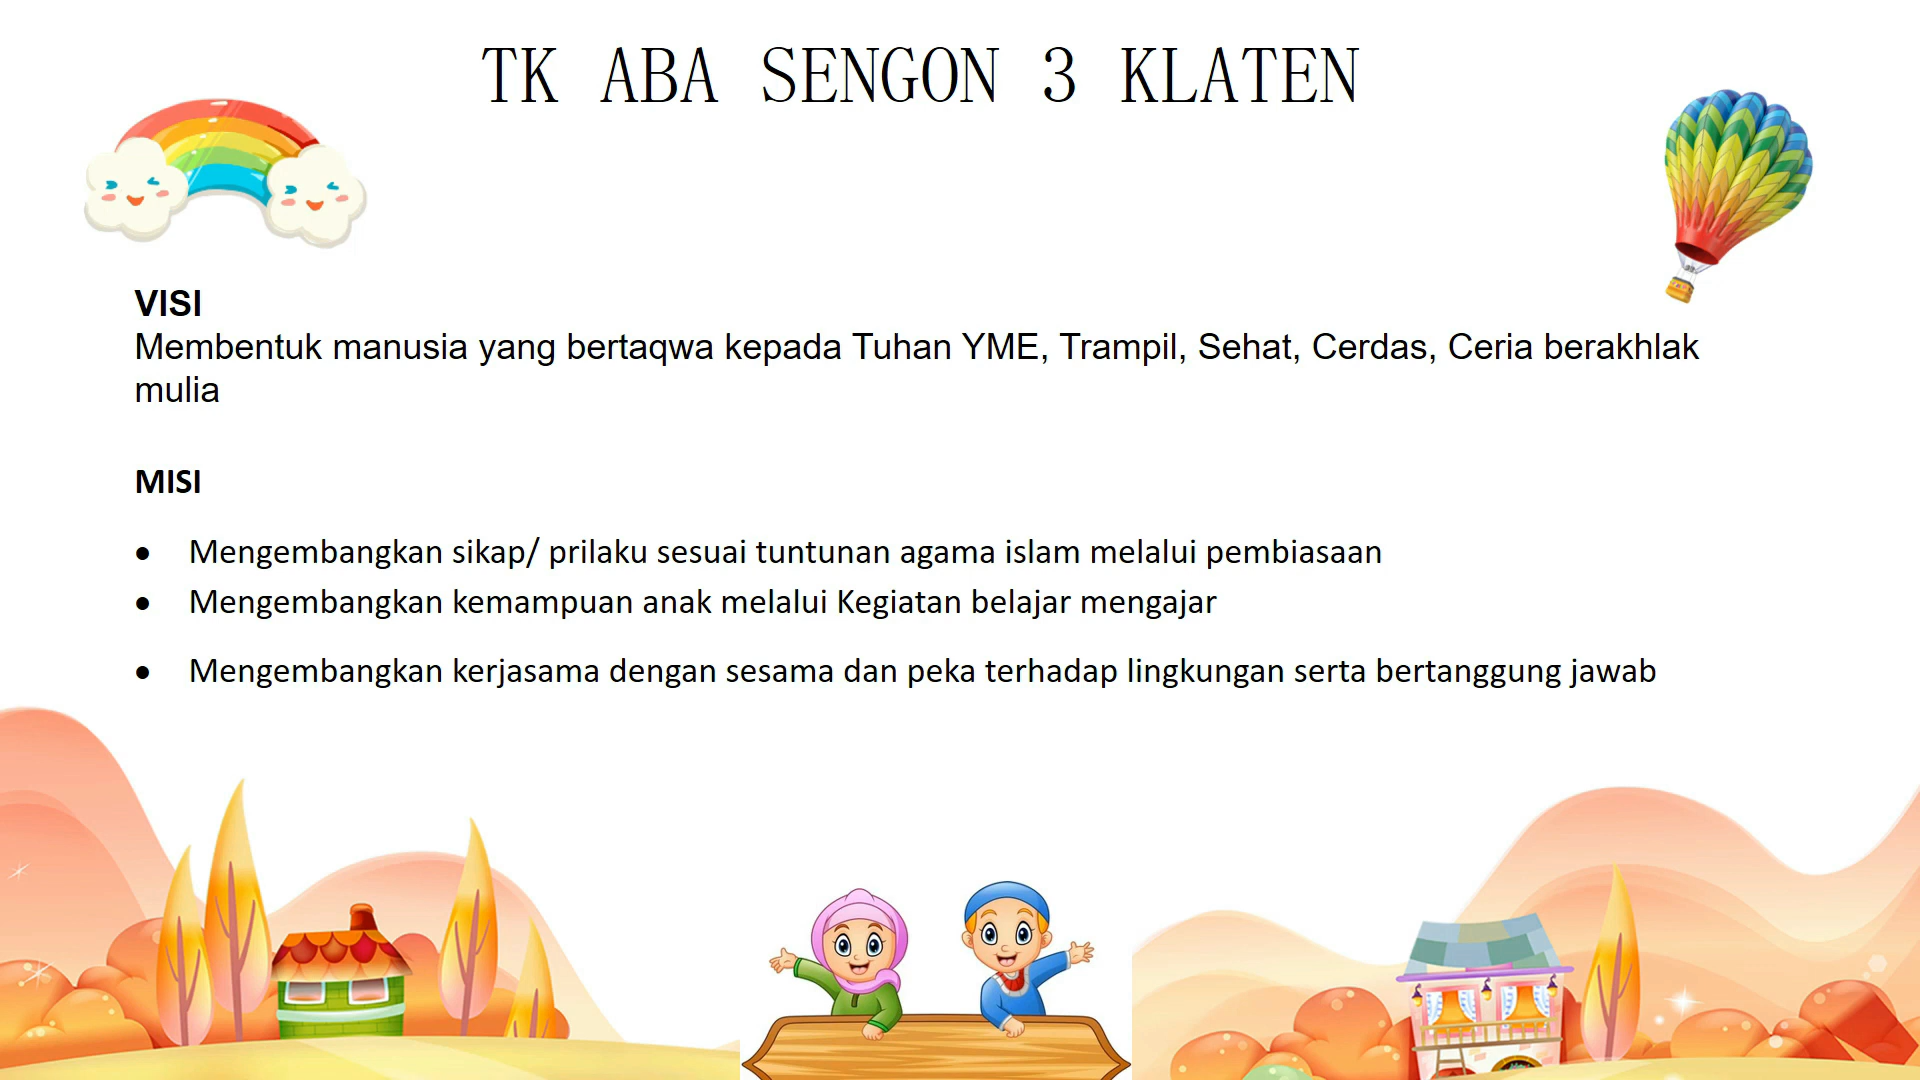 TK ABA SENGON 3 KLATEN
VISI
Membentuk manusia yang bertaqwa kepada Tuhan YME, Trampil, Sehat, Cerdas, Ceria berakhlak
mulia
MISI
• Mengembangkan sikap/ prilaku sesuai tuntunan agama islam melalui pembiasaan
• Mengembangkan kemampuan anak melalui Kegiatan belajar mengajar
• Mengembangkan kerjasama dengan sesama dan peka terhadap lingkungan serta bertanggung jawab